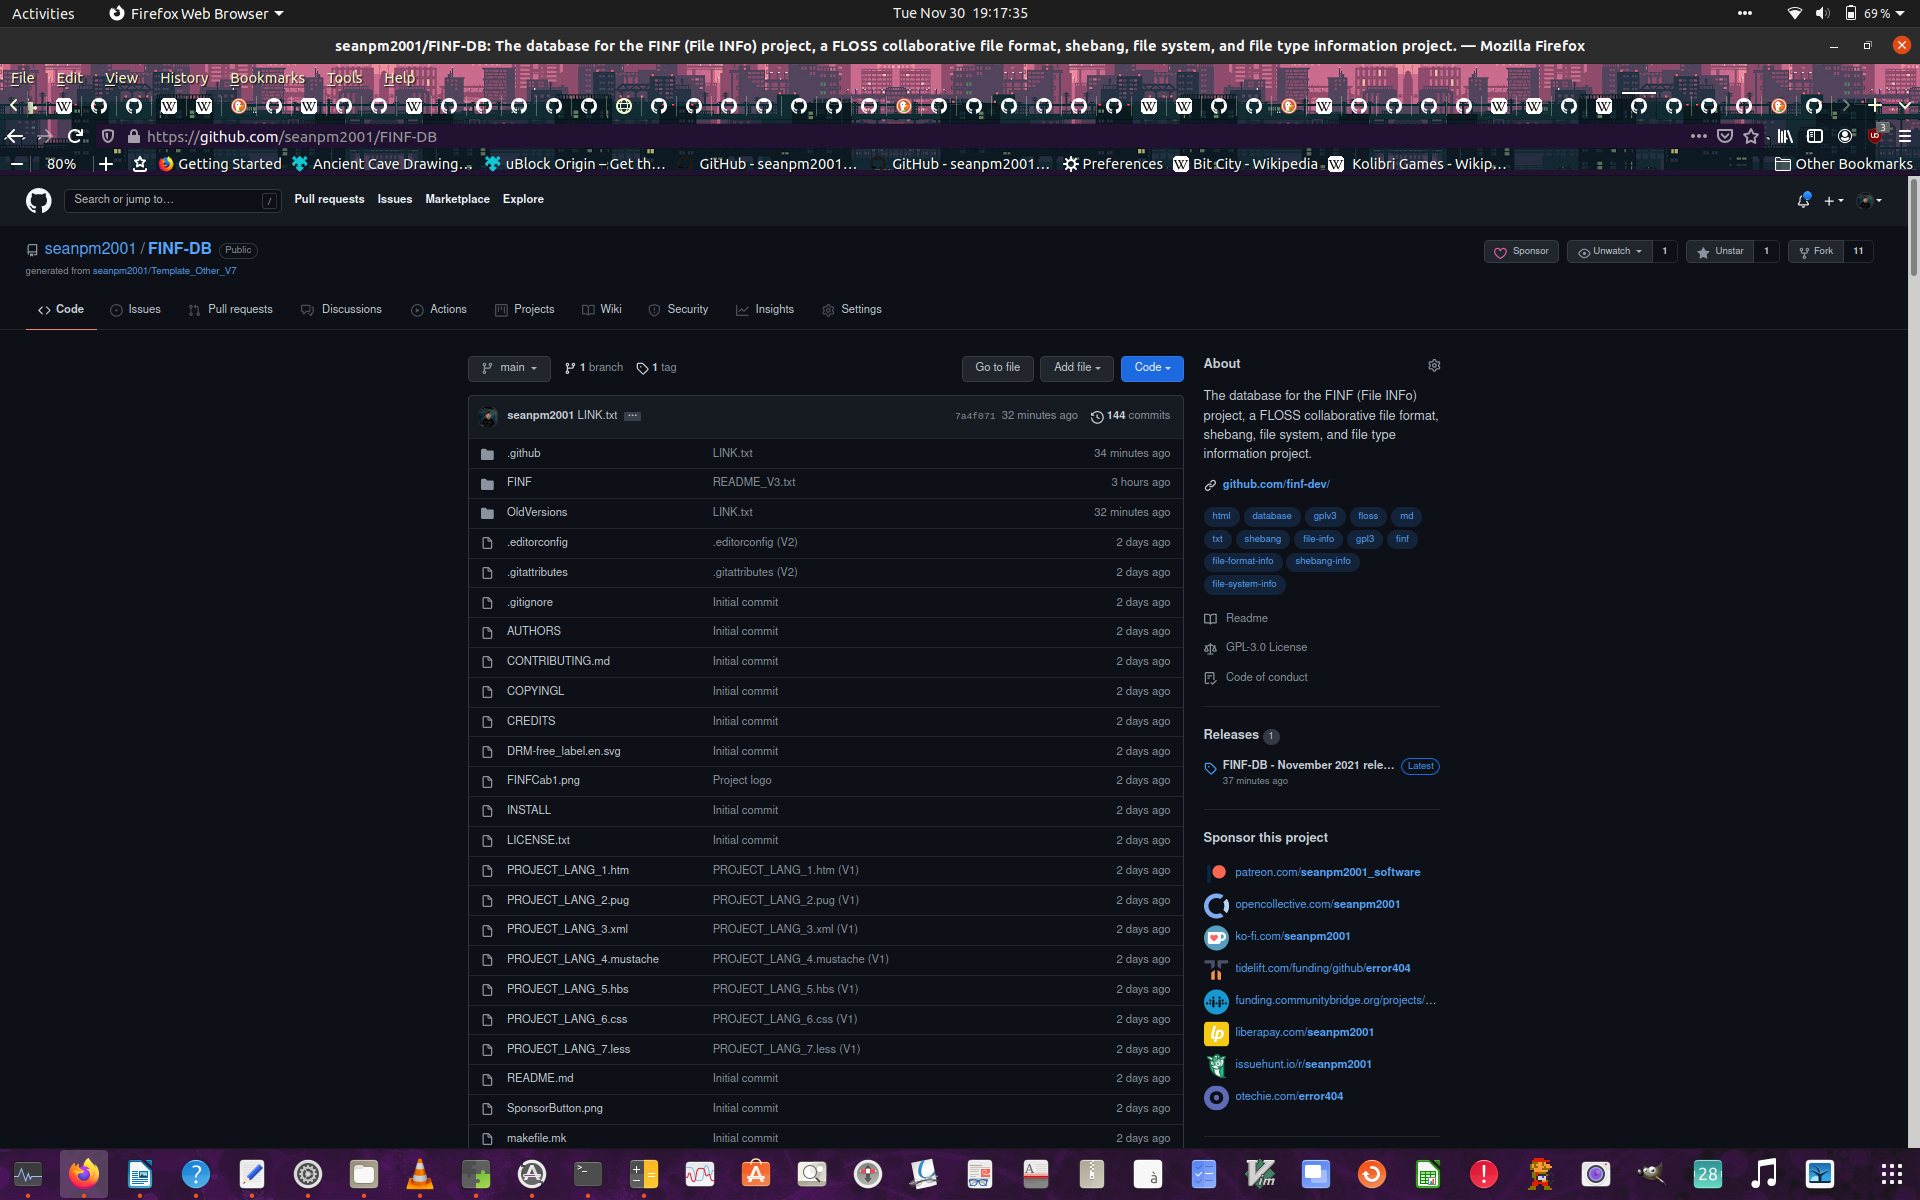 Activities
Firefox Web Browser
Tue Nov 30 19:17:35
69 %
seanpm2001/FINF-DB: The database for the FINF (File INFo) project, a FLOSS collaborative file format, shebang, file system, and file type information project. — Mozilla Firefox
File Edit View History Bookmarks Tools Help
https://github.com/seanpm2001/FINF-DB
3
80%
Getting Started
Ancient Cave Drawing…
uBlock Origin – Get th…
GitHub - seanpm2001…
GitHub - seanpm2001…
Preferences
Bit City - Wikipedia
Kolibri Games - Wikip…
Other Bookmarks
Search or jump to…
/
Pull requests
Issues
Marketplace
Explore
seanpm2001 / FINF-DB Public
generated from seanpm2001/Template_Other_V7
Sponsor
Unwatch 1
Unstar 1
Fork 11
Code
Issues
Pull requests
Discussions
Actions
Projects
Wiki
Security
Insights
Settings
main
1 branch
1 tag
Go to file
Add file
Code
seanpm2001 LINK.txt
7a4f071 32 minutes ago
144 commits
.github LINK.txt 34 minutes ago
FINF README_V3.txt 3 hours ago
OldVersions LINK.txt 32 minutes ago
.editorconfig .editorconfig (V2) 2 days ago
.gitattributes .gitattributes (V2) 2 days ago
.gitignore Initial commit 2 days ago
AUTHORS Initial commit 2 days ago
CONTRIBUTING.md Initial commit 2 days ago
COPYINGL Initial commit 2 days ago
CREDITS Initial commit 2 days ago
DRM-free_label.en.svg Initial commit 2 days ago
FINFCab1.png Project logo 2 days ago
INSTALL Initial commit 2 days ago
LICENSE.txt Initial commit 2 days ago
PROJECT_LANG_1.htm PROJECT_LANG_1.htm (V1) 2 days ago
PROJECT_LANG_2.pug PROJECT_LANG_2.pug (V1) 2 days ago
PROJECT_LANG_3.xml PROJECT_LANG_3.xml (V1) 2 days ago
PROJECT_LANG_4.mustache PROJECT_LANG_4.mustache (V1) 2 days ago
PROJECT_LANG_5.hbs PROJECT_LANG_5.hbs (V1) 2 days ago
PROJECT_LANG_6.css PROJECT_LANG_6.css (V1) 2 days ago
PROJECT_LANG_7.less PROJECT_LANG_7.less (V1) 2 days ago
README.md Initial commit 2 days ago
SponsorButton.png Initial commit 2 days ago
makefile.mk Initial commit 2 days ago
About
The database for the FINF (File INFo)
project, a FLOSS collaborative file format,
shebang, file system, and file type
information project.
github.com/finf-dev/
html database gplv3 floss md
txt shebang file-info gpl3 finf
file-format-info shebang-info
file-system-info
Readme
GPL-3.0 License
Code of conduct
Releases 1
FINF-DB - November 2021 rele… Latest
37 minutes ago
Sponsor this project
patreon.com/seanpm2001_software
opencollective.com/seanpm2001
ko-fi.com/seanpm2001
tidelift.com/funding/github/error404
funding.communitybridge.org/projects/…
lp
liberapay.com/seanpm2001
issuehunt.io/r/seanpm2001
otechie.com/error404
28